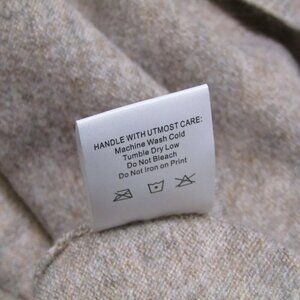 HANDLE WITH UTMOST CARE:
Machine Wash Cold
Tumble Dry Low
Do Not Bleach
Do Not Iron on Print